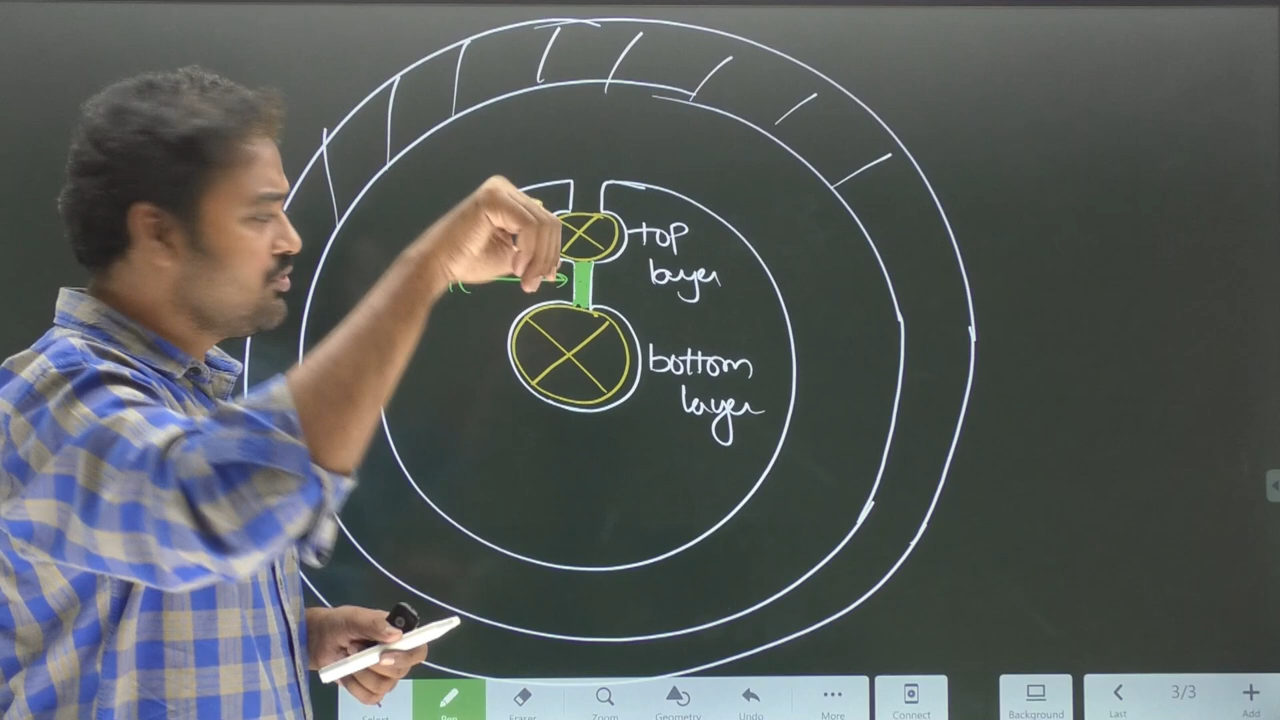 top
layer
bottom
layer
Select
Pen
Eraser
Zoom
Geometry
Undo
More
Connect
Background
Last
3/3
Add